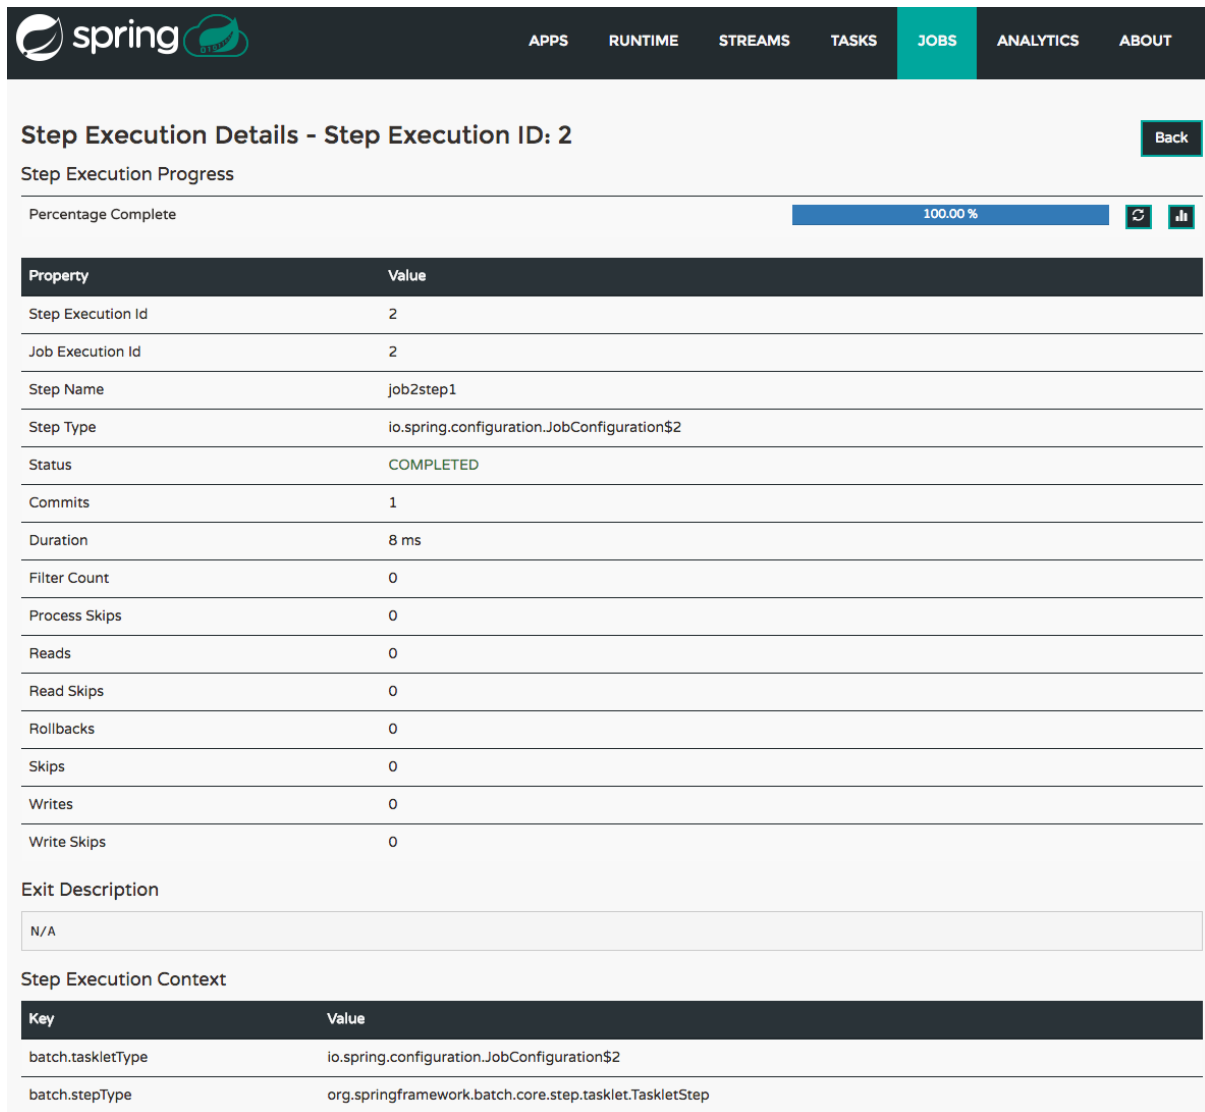 spring
APPS RUNTIME STREAMS TASKS JOBS ANALYTICS ABOUT
Step Execution Details - Step Execution ID: 2
Back
Step Execution Progress
Percentage Complete 100.00 %
Property Value
Step Execution Id 2
Job Execution Id 2
Step Name job2step1
Step Type io.spring.configuration.JobConfiguration$2
Status COMPLETED
Commits 1
Duration 8 ms
Filter Count 0
Process Skips 0
Reads 0
Read Skips 0
Rollbacks 0
Skips 0
Writes 0
Write Skips 0
Exit Description
N/A
Step Execution Context
Key Value
batch.taskletType io.spring.configuration.JobConfiguration$2
batch.stepType org.springframework.batch.core.step.tasklet.TaskletStep